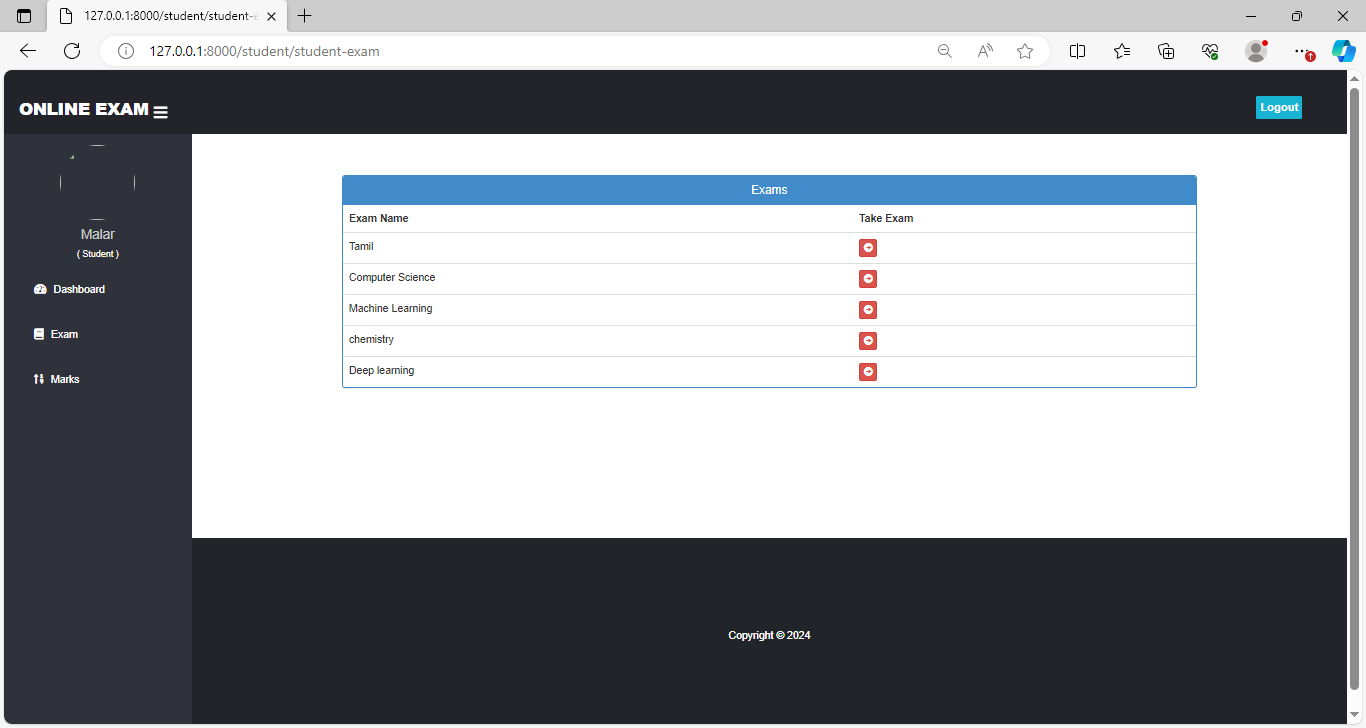 127.0.0.1:8000/student/student-e
127.0.0.1:8000/student/student-exam
ONLINE EXAM
Logout
Malar
( Student )
Dashboard
Exam
Marks
Exams
Exam Name Take Exam
Tamil
Computer Science
Machine Learning
chemistry
Deep learning
Copyright © 2024